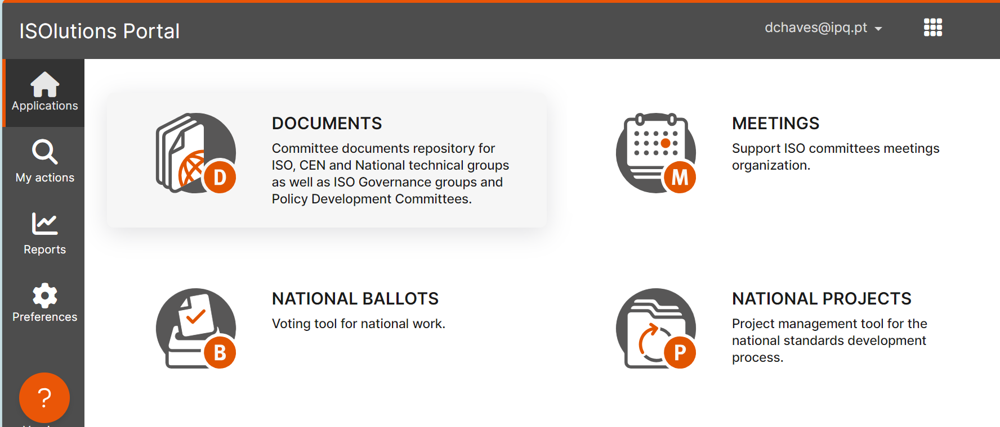 ISOlutions Portal
dchaves@ipq.pt
Applications
My actions
Reports
Preferences
?
DOCUMENTS
Committee documents repository for
ISO, CEN and National technical groups
as well as ISO Governance groups and
Policy Development Committees.
D
MEETINGS
Support ISO committees meetings
organization.
M
NATIONAL BALLOTS
Voting tool for national work.
B
NATIONAL PROJECTS
Project management tool for the
national standards development
process.
P